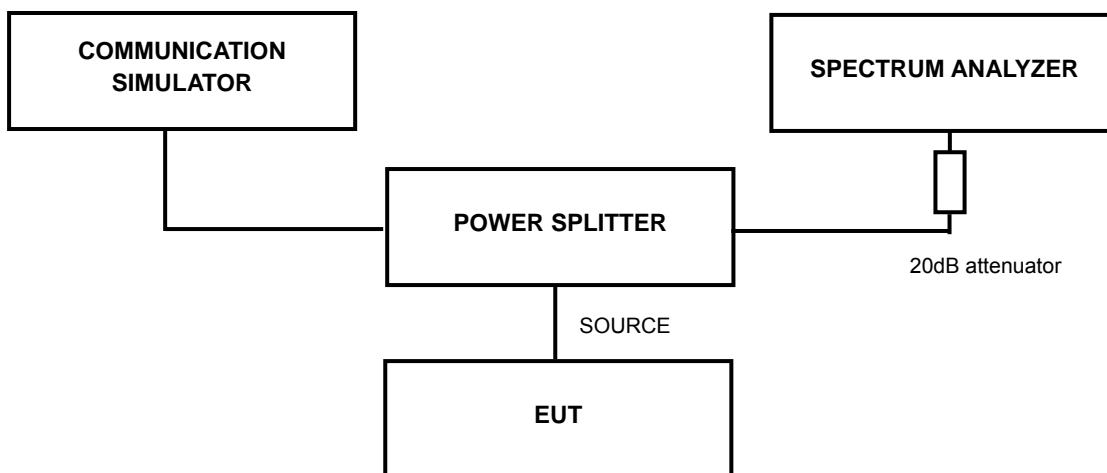 COMMUNICATION
SIMULATOR
SPECTRUM ANALYZER
POWER SPLITTER
20dB attenuator
SOURCE
EUT